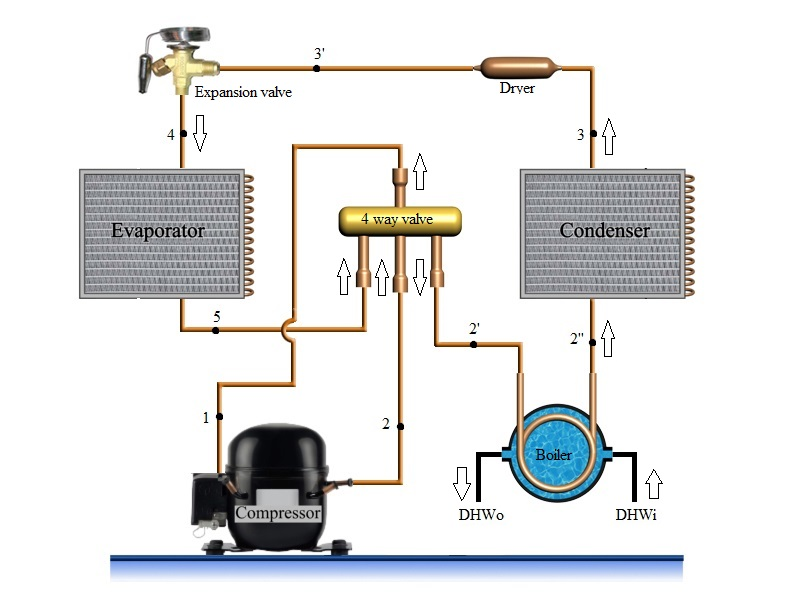 3'
Expansion valve
Dryer
4
3
4 way valve
Evaporator
Condenser
5
2'
2"
1
2
Boiler
Compressor
DHWo
DHWi